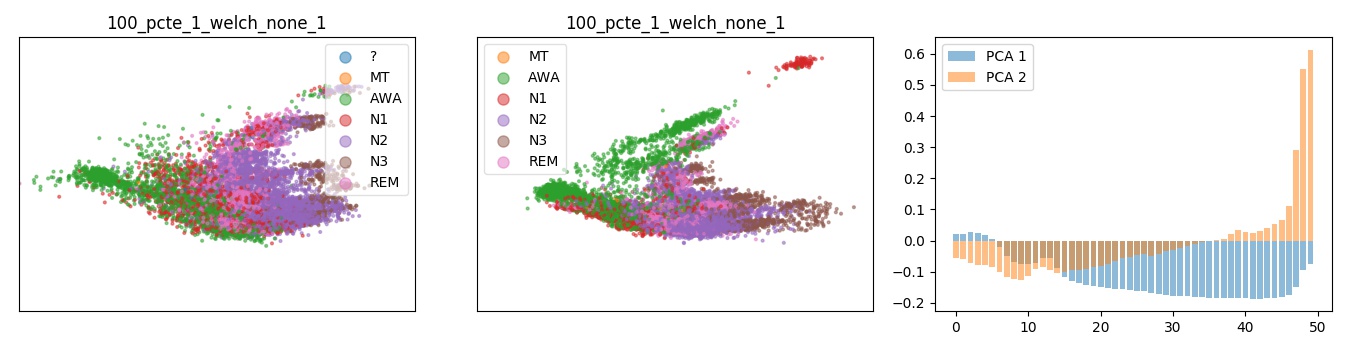 100_pcte_1_welch_none_1
?
MT
AWA
N1
N2
N3
REM
100_pcte_1_welch_none_1
MT
AWA
N1
N2
N3
REM
PCA 1
PCA 2
0.6
0.5
0.4
0.3
0.2
0.1
0.0
−0.1
−0.2
0 10 20 30 40 50